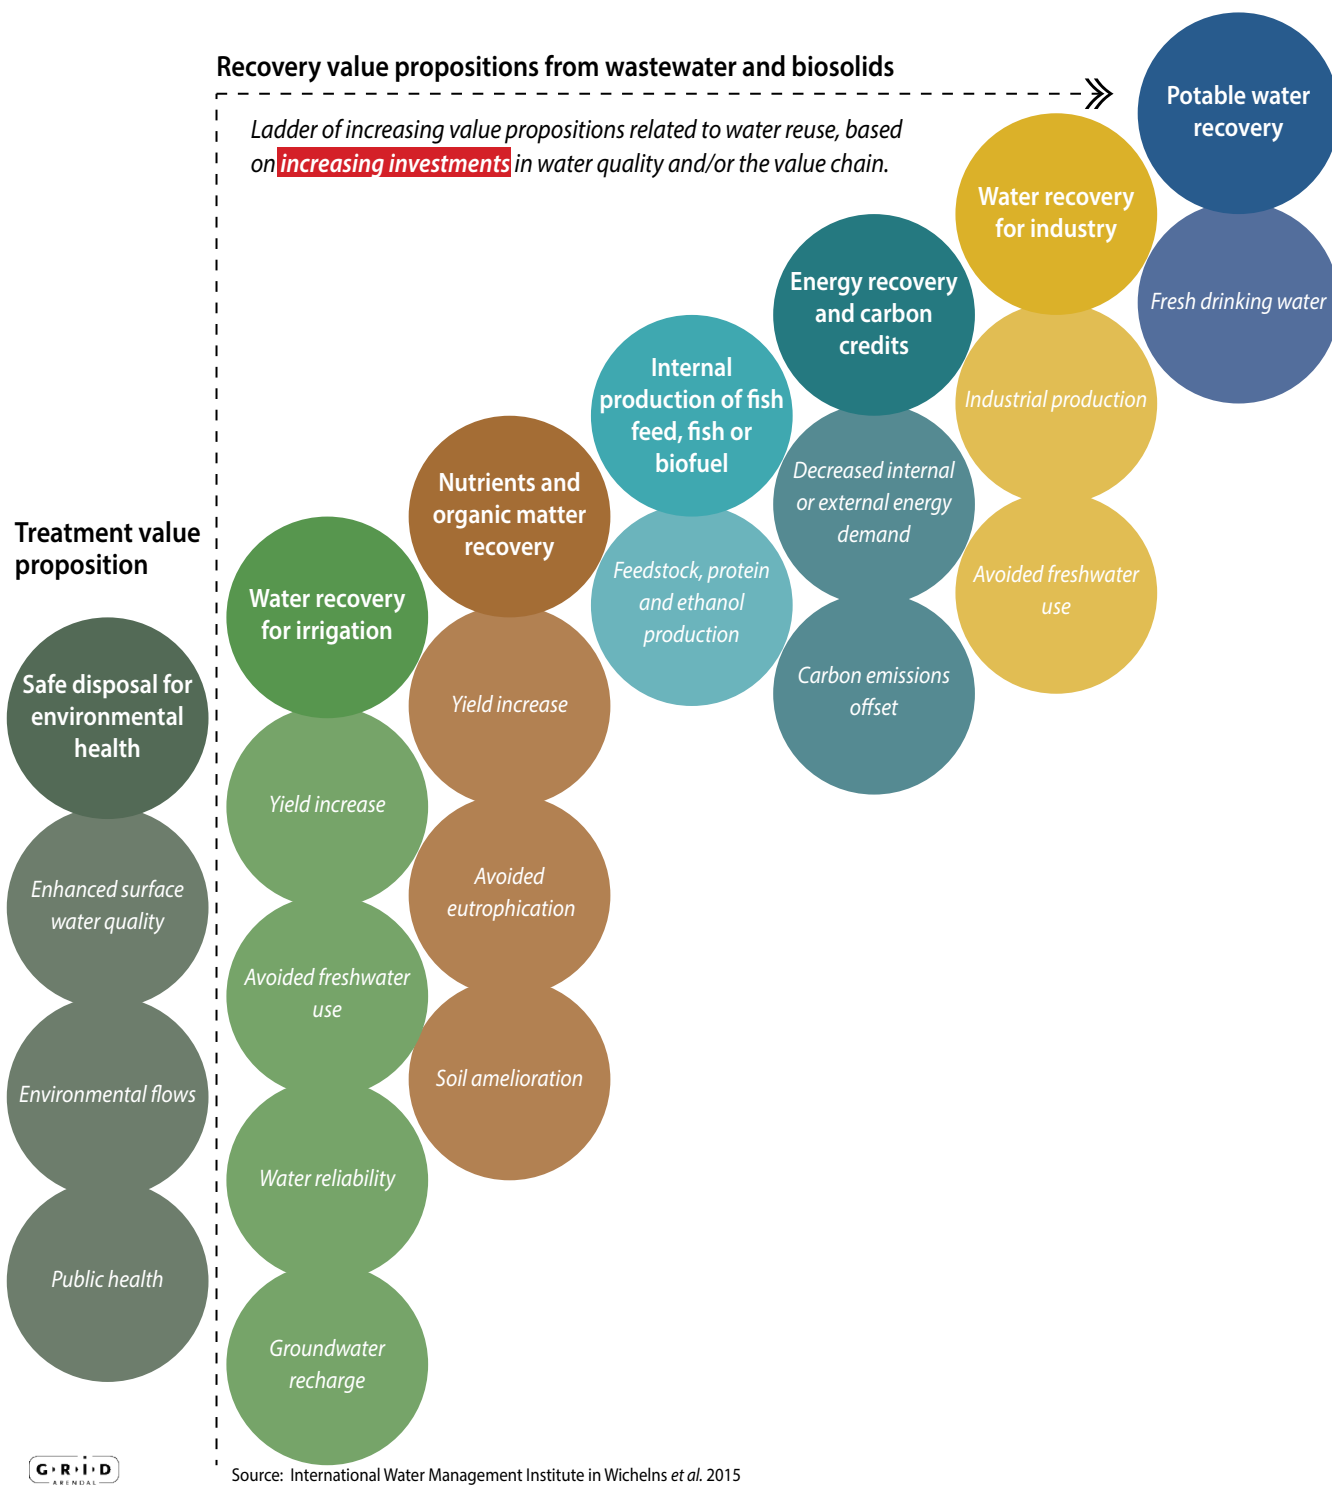 Recovery value propositions from wastewater and biosolids
Ladder of increasing value propositions related to water reuse, based
on increasing investments in water quality and/or the value chain.
Treatment value
proposition
Safe disposal for
environmental
health
Enhanced surface
water quality
Environmental flows
Public health
Water recovery
for irrigation
Yield increase
Avoided freshwater
use
Water reliability
Groundwater
recharge
Nutrients and
organic matter
recovery
Yield increase
Avoided
eutrophication
Soil amelioration
Internal
production of fish
feed, fish or
biofuel
Feedstock, protein
and ethanol
production
Energy recovery
and carbon
credits
Decreased internal
or external energy
demand
Carbon emissions
offset
Water recovery
for industry
Industrial production
Avoided freshwater
use
Potable water
recovery
Fresh drinking water
G·R·I·D
ARENDAL
Source: International Water Management Institute in Wichelns et al. 2015